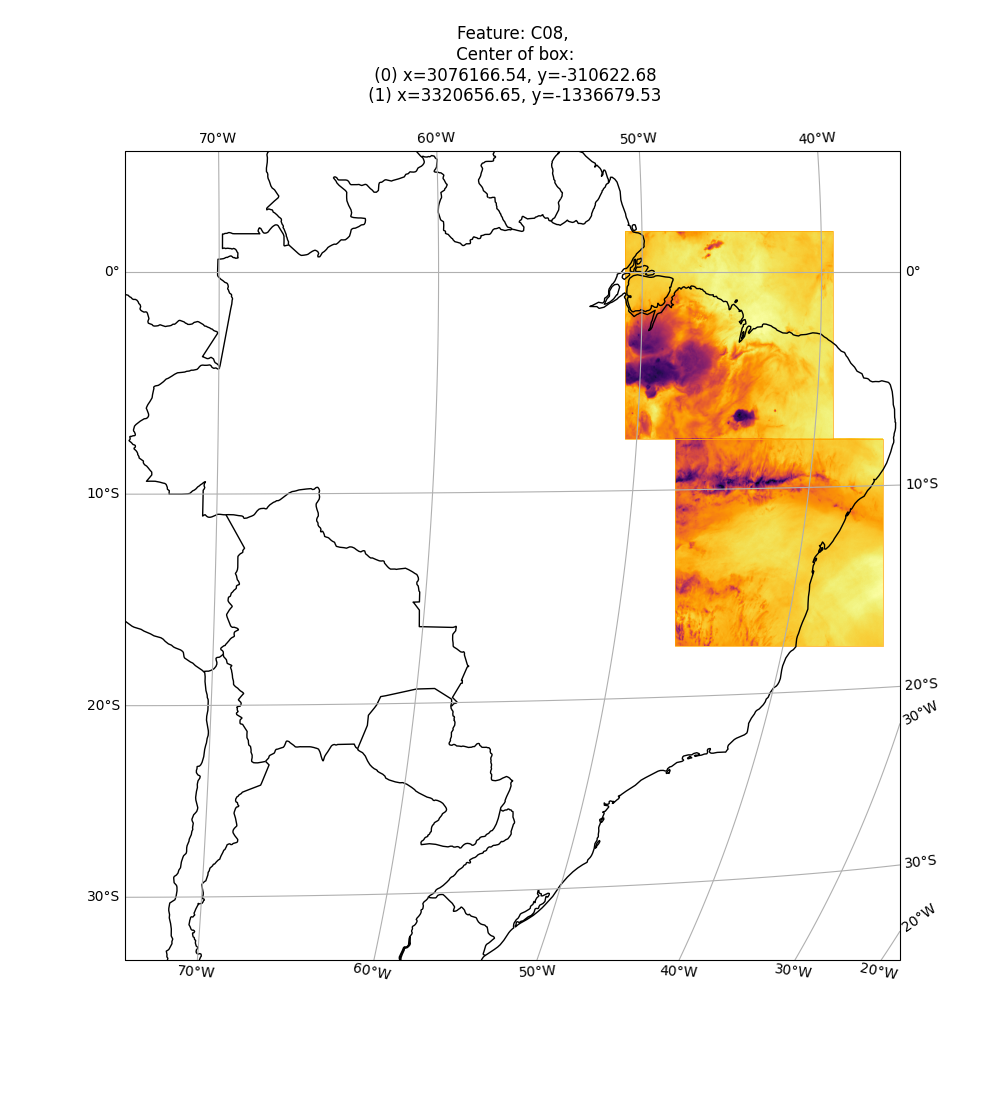 Feature: C08,
Center of box:
(0) x=3076166.54, y=-310622.68
(1) x=3320656.65, y=-1336679.53
70°W 60°W 50°W 40°W
0° 0°
10°S 10°S
20°S 20°S
30°W
30°S 30°S
20°W
70°W 60°W 50°W 40°W 30°W 20°W